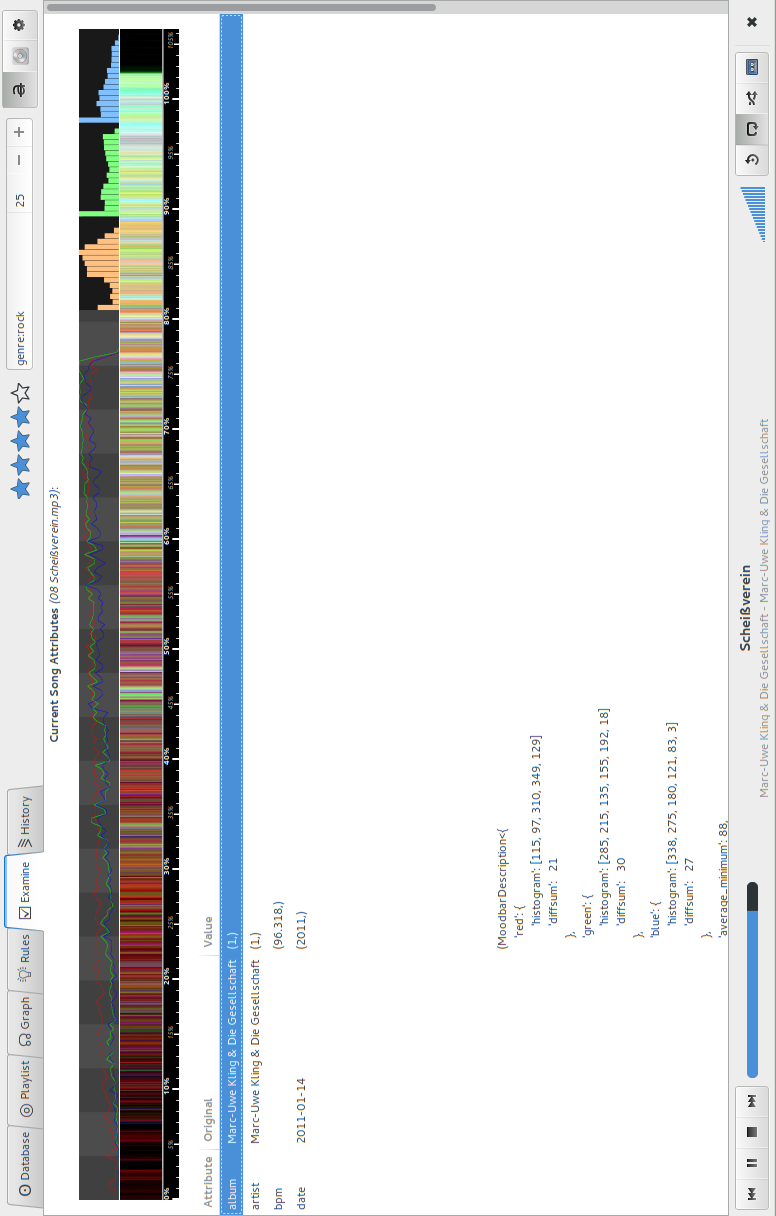 Database
Playlist
Graph
Rules
Examine
History
genre:rock
25
a
Current Song Attributes (08 Scheißverein.mp3):
0%
5%
10%
15%
20%
25%
30%
35%
40%
45%
50%
55%
60%
65%
70%
75%
80%
85%
90%
95%
100%
105%
Attribute Original Value
album Marc-Uwe Kling & Die Gesellschaft (1,)
artist Marc-Uwe Kling & Die Gesellschaft (1,)
bpm (96.318,)
date 2011-01-14 (2011,)
(MoodbarDescription<{
'red': {
'histogram': [115, 97, 310, 349, 129]
'diffsum': 21
},
'green': {
'histogram': [285, 215, 135, 155, 192, 18]
'diffsum': 30
},
'blue': {
'histogram': [338, 275, 180, 121, 83, 3]
'diffsum': 27
},
'average_minimum': 88,
Scheißverein
Marc-Uwe Kling & Die Gesellschaft - Marc-Uwe Kling & Die Gesellschaft